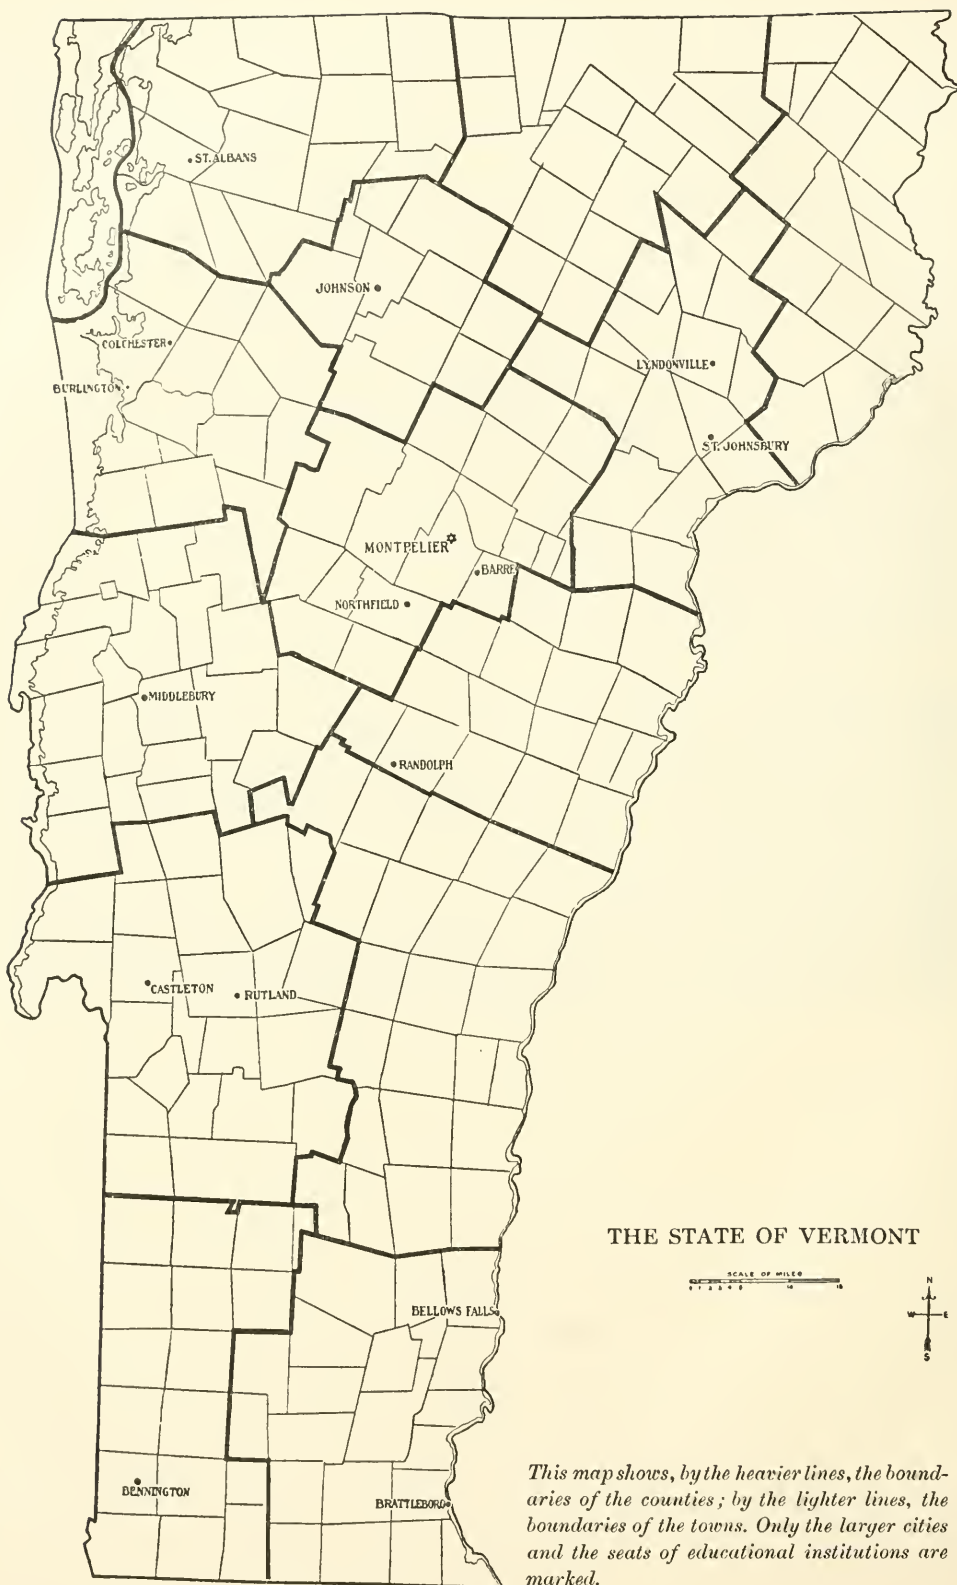 ST. ALBANS
JOHNSON
COLCHESTER
LYNDONVILLE
BURLINGTON
ST. JOHNSBURY
MONTPELIER
BARRE
NORTHFIELD
MIDDLEBURY
RANDOLPH
CASTLETON
RUTLAND
THE STATE OF VERMONT
SCALE OF MILES
N
W E
S
BELLOWS FALLS
BENNINGTON
BRATTLEBORO
This map shows, by the heavier lines, the bound-
aries of the counties; by the lighter lines, the
boundaries of the towns. Only the larger cities
and the seats of educational institutions are
marked.